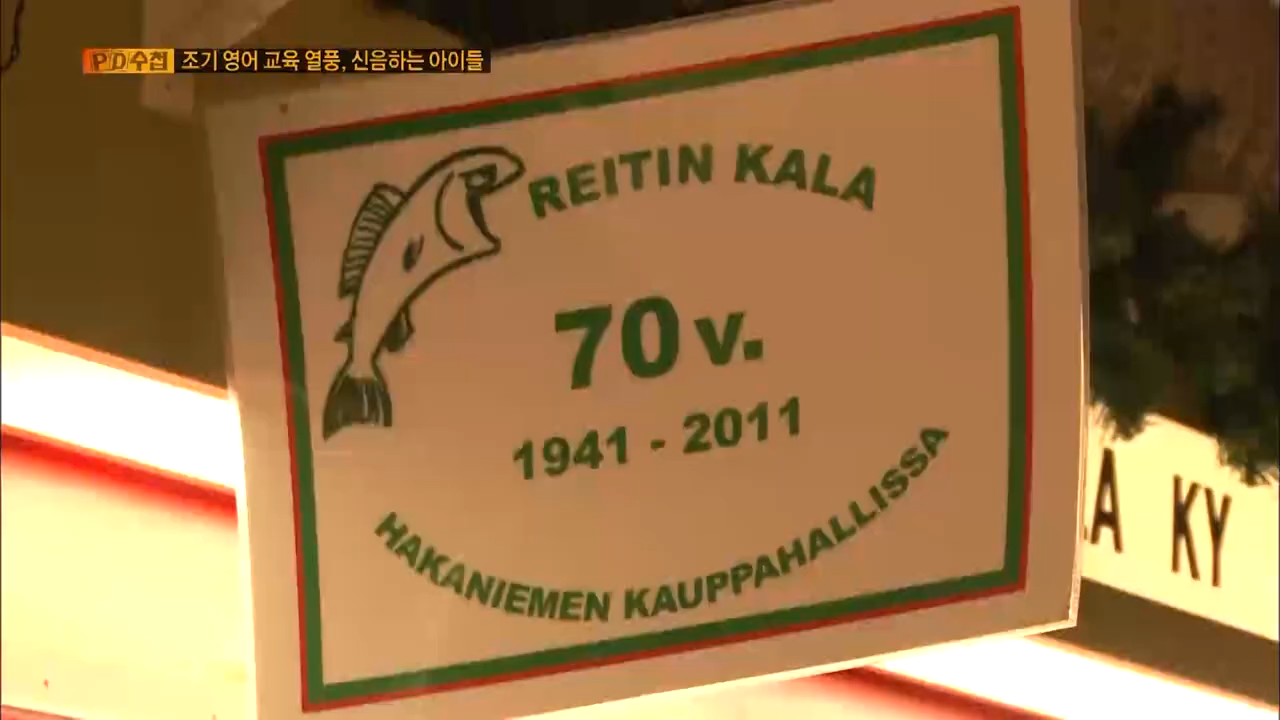 PD수첩 조기 영어 교육 열풍, 신음하는 아이들
REITIN KALA
70 v.
1941 - 2011
HAKANIEMEN KAUPPAHALLISSA
A KY